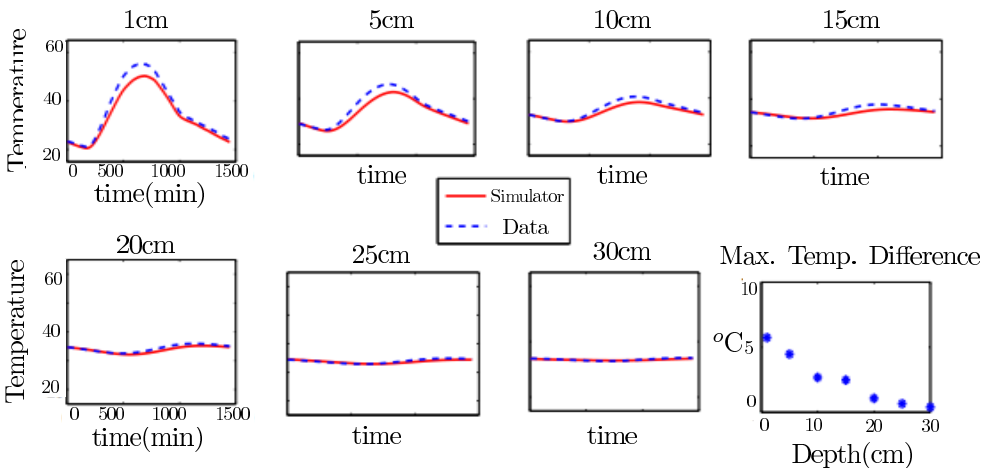 1cm
5cm
10cm
15cm
Temperature
60
40
20
0 500 1000 1500
time(min)
time
time
time
Simulator
Data
20cm
25cm
30cm
Max. Temp. Difference
Temperature
60
40
20
0 500 1000 1500
time(min)
time
time
°C
10
5
0
0 10 20 30
Depth(cm)